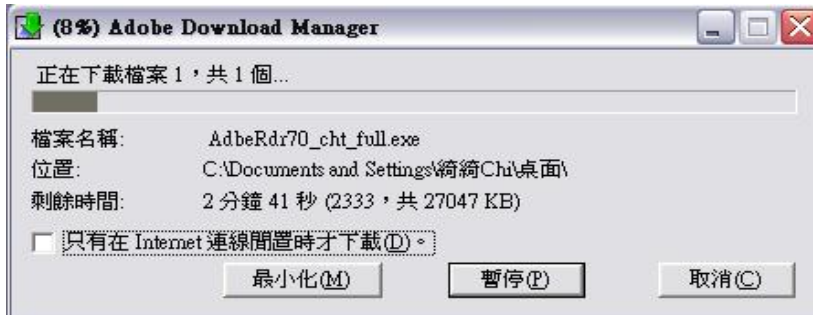 (8%) Adobe Download Manager
正在下載檔案 1，共 1 個...
檔案名稱: AdbeRdr70_cht_full.exe
位置: C:\Documents and Settings\綺綺Chi\桌面\
剩餘時間: 2 分鐘 41 秒 (2333，共 27047 KB)
只有在 Internet 連線閒置時才下載(D)。
最小化(M) 暫停(P) 取消(C)